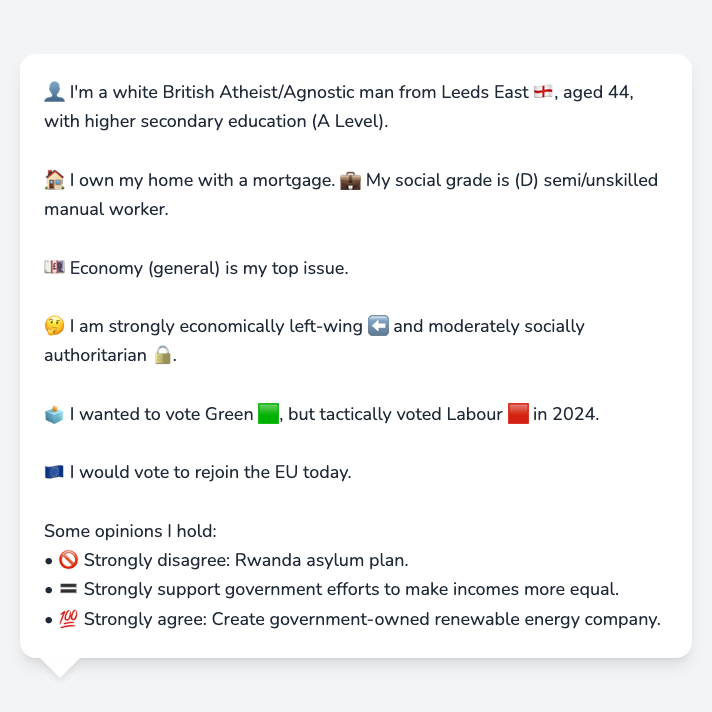 👤 I'm a white British Atheist/Agnostic man from Leeds East 🏴󠁧󠁢󠁥󠁮󠁧󠁿, aged 44,
with higher secondary education (A Level).
🏠 I own my home with a mortgage. 💼 My social grade is (D) semi/unskilled
manual worker.
💷 Economy (general) is my top issue.
🤔 I am strongly economically left-wing ⬅️ and moderately socially
authoritarian 🔒.
🗳️ I wanted to vote Green 🟩, but tactically voted Labour 🟥 in 2024.
🇪🇺 I would vote to rejoin the EU today.
Some opinions I hold:
• 🚫 Strongly disagree: Rwanda asylum plan.
• 🟰 Strongly support government efforts to make incomes more equal.
• 💯 Strongly agree: Create government-owned renewable energy company.